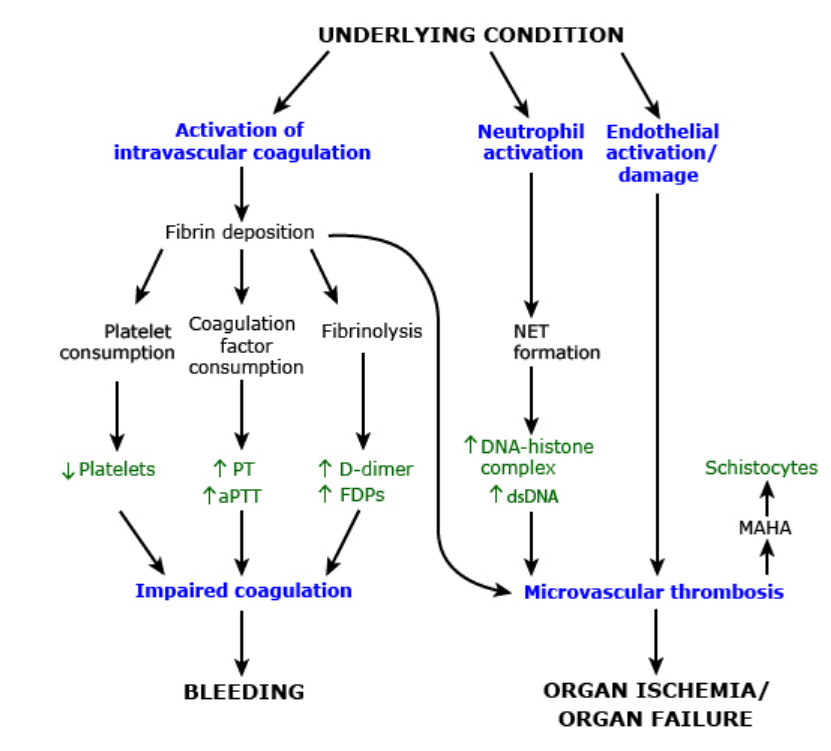 UNDERLYING CONDITION
Activation of
intravascular coagulation
Neutrophil
activation
Endothelial
activation/
damage
Fibrin deposition
Platelet
consumption
Coagulation
factor
consumption
Fibrinolysis
NET
formation
↓ Platelets
↑ PT
↑ aPTT
↑ D-dimer
↑ FDPs
↑ DNA-histone
complex
↑ dsDNA
Schistocytes
MAHA
Impaired coagulation
Microvascular thrombosis
BLEEDING
ORGAN ISCHEMIA/
ORGAN FAILURE